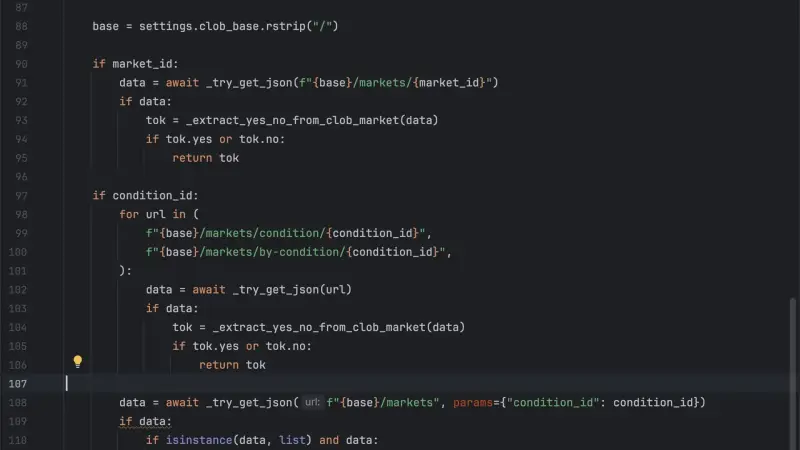 87
88 base = settings.clob_base.rstrip("/")
89
90 if market_id:
91 data = await _try_get_json(f"{base}/markets/{market_id}")
92 if data:
93 tok = _extract_yes_no_from_clob_market(data)
94 if tok.yes or tok.no:
95 return tok
96
97 if condition_id:
98 for url in (
99 f"{base}/markets/condition/{condition_id}",
100 f"{base}/markets/by-condition/{condition_id}",
101 ):
102 data = await _try_get_json(url)
103 if data:
104 tok = _extract_yes_no_from_clob_market(data)
105 if tok.yes or tok.no:
106 return tok
107
108 data = await _try_get_json( url: f"{base}/markets", params={"condition_id": condition_id})
109 if data:
110 if isinstance(data, list) and data: